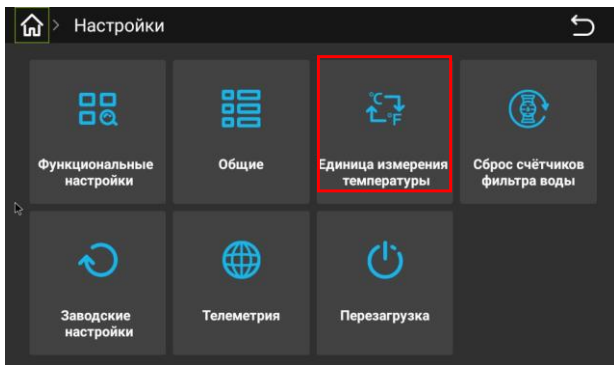 > Настройки
Функциональные
настройки
Общие
°C
°F
Единица измерения
температуры
Сброс счётчиков
фильтра воды
Заводские
настройки
Телеметрия
Перезагрузка